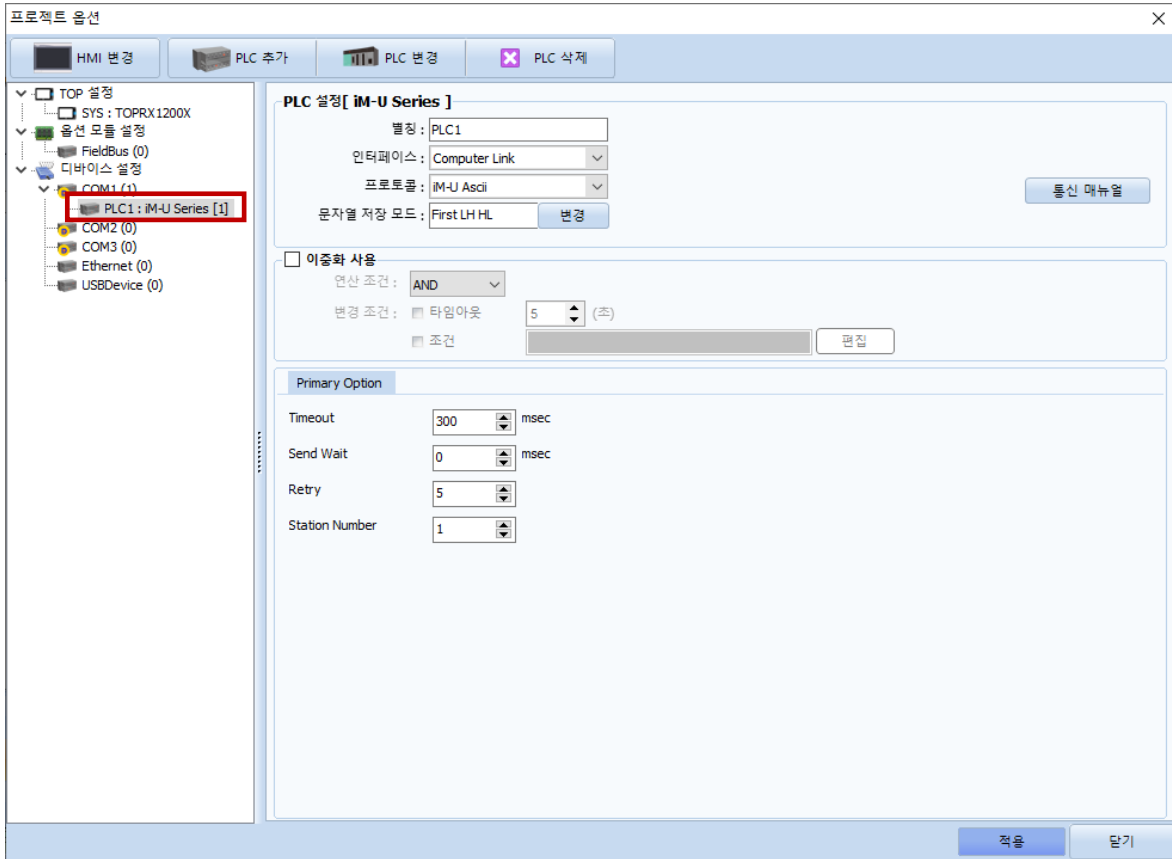 프로젝트 옵션
HMI 변경
PLC 추가
PLC 변경
PLC 삭제
TOP 설정
SYS : TOPRX1200X
옵션 모듈 설정
FieldBus (0)
디바이스 설정
COM1 (1)
PLC1 : iM-U Series [1]
COM2 (0)
COM3 (0)
Ethernet (0)
USBDevice (0)
PLC 설정[ iM-U Series ]
별칭 : PLC1
인터페이스 : Computer Link
프로토콜 : iM-U Ascii
통신 매뉴얼
문자열 저장 모드 : First LH HL 변경
이중화 사용
연산 조건 : AND
변경 조건 : 타임아웃 5 (초)
조건 편집
Primary Option
Timeout 300 msec
Send Wait 0 msec
Retry 5
Station Number 1
적용
닫기